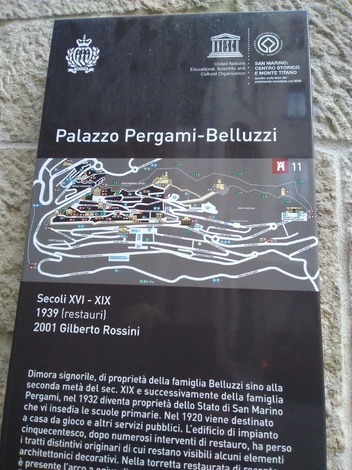 UNESCO
United Nations
Educational, Scientific and
Cultural Organization
SAN MARINO:
CENTRO STORICO
E MONTE TITANO
Palazzo Pergami-Belluzzi
11
Secoli XVI - XIX
1939 (restauri)
2001 Gilberto Rossini
Dimora signorile, di proprietà della famiglia Belluzzi sino alla
seconda metà del sec. XIX e successivamente della famiglia
Pergami, nel 1932 diventa proprietà dello Stato di San Marino
che vi insedia le scuole primarie. Nel 1920 viene destinato
a casa da gioco e altri servizi pubblici. L'edificio di impianto
cinquecentesco, dopo numerosi interventi di restauro, ha perso
i tratti distintivi originari di cui restano visibili alcuni elementi
architettonici decorativi. Nella torretta restaurata di
è presente l'arco a